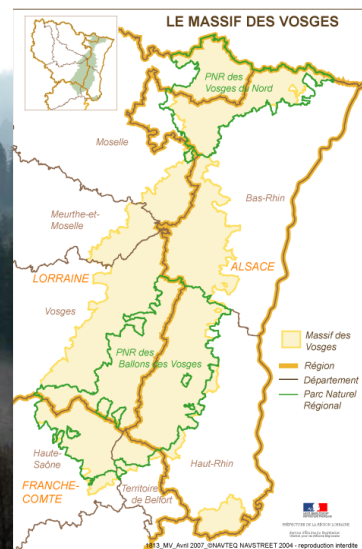 LE MASSIF DES VOSGES
PNR des
Vosges du Nord
Moselle
Bas-Rhin
Meurthe-et-
Moselle
LORRAINE
ALSACE
Vosges
Massif des
Vosges
Région
Département
Parc Naturel
Régional
PNR des
Ballons des Vosges
Haute-
Saône
Haut-Rhin
FRANCHE-
COMTE
Territoire
de Belfort
PRÉFECTURE DE LA RÉGION LORRAINE
1813_MV_Avril 2007_©NAVTEQ NAVSTREET 2004 - reproduction interdite